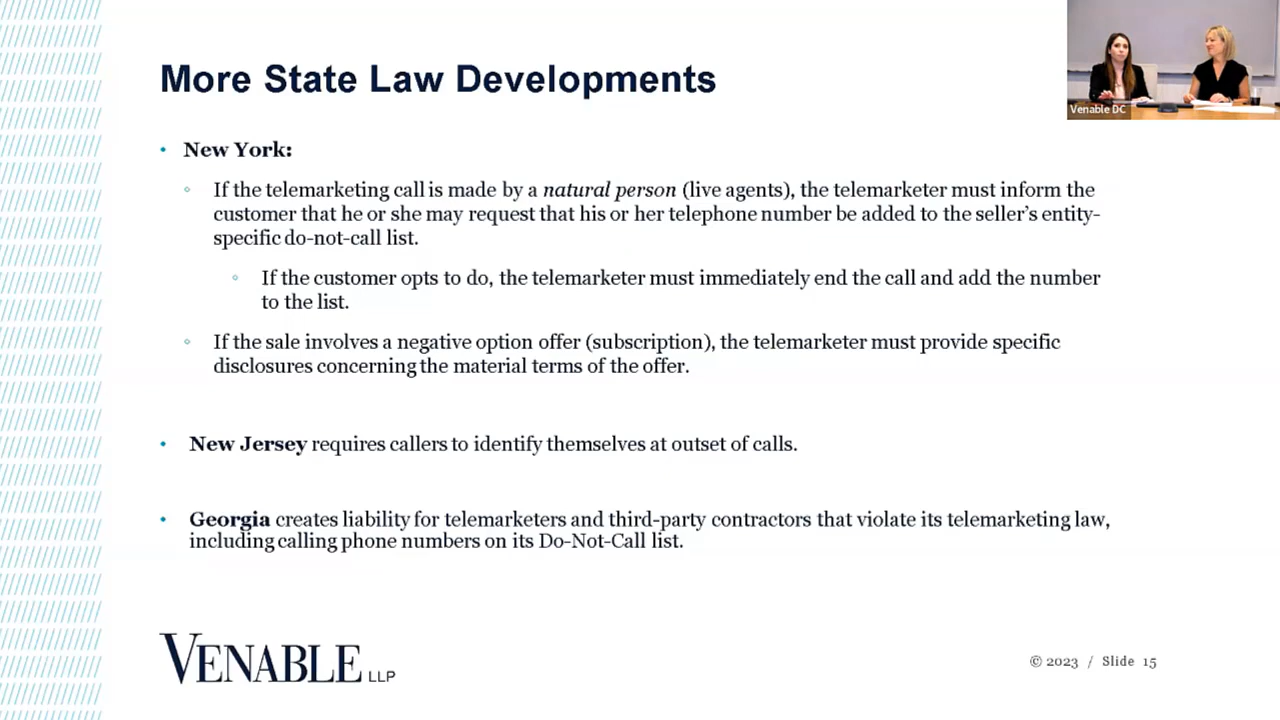 More State Law Developments
Venable DC
• New York:
◦ If the telemarketing call is made by a natural person (live agents), the telemarketer must inform the
customer that he or she may request that his or her telephone number be added to the seller’s entity-
specific do-not-call list.
◦ If the customer opts to do, the telemarketer must immediately end the call and add the number
to the list.
◦ If the sale involves a negative option offer (subscription), the telemarketer must provide specific
disclosures concerning the material terms of the offer.
• New Jersey requires callers to identify themselves at outset of calls.
• Georgia creates liability for telemarketers and third-party contractors that violate its telemarketing law,
including calling phone numbers on its Do-Not-Call list.
VENABLE LLP
© 2023 / Slide 15